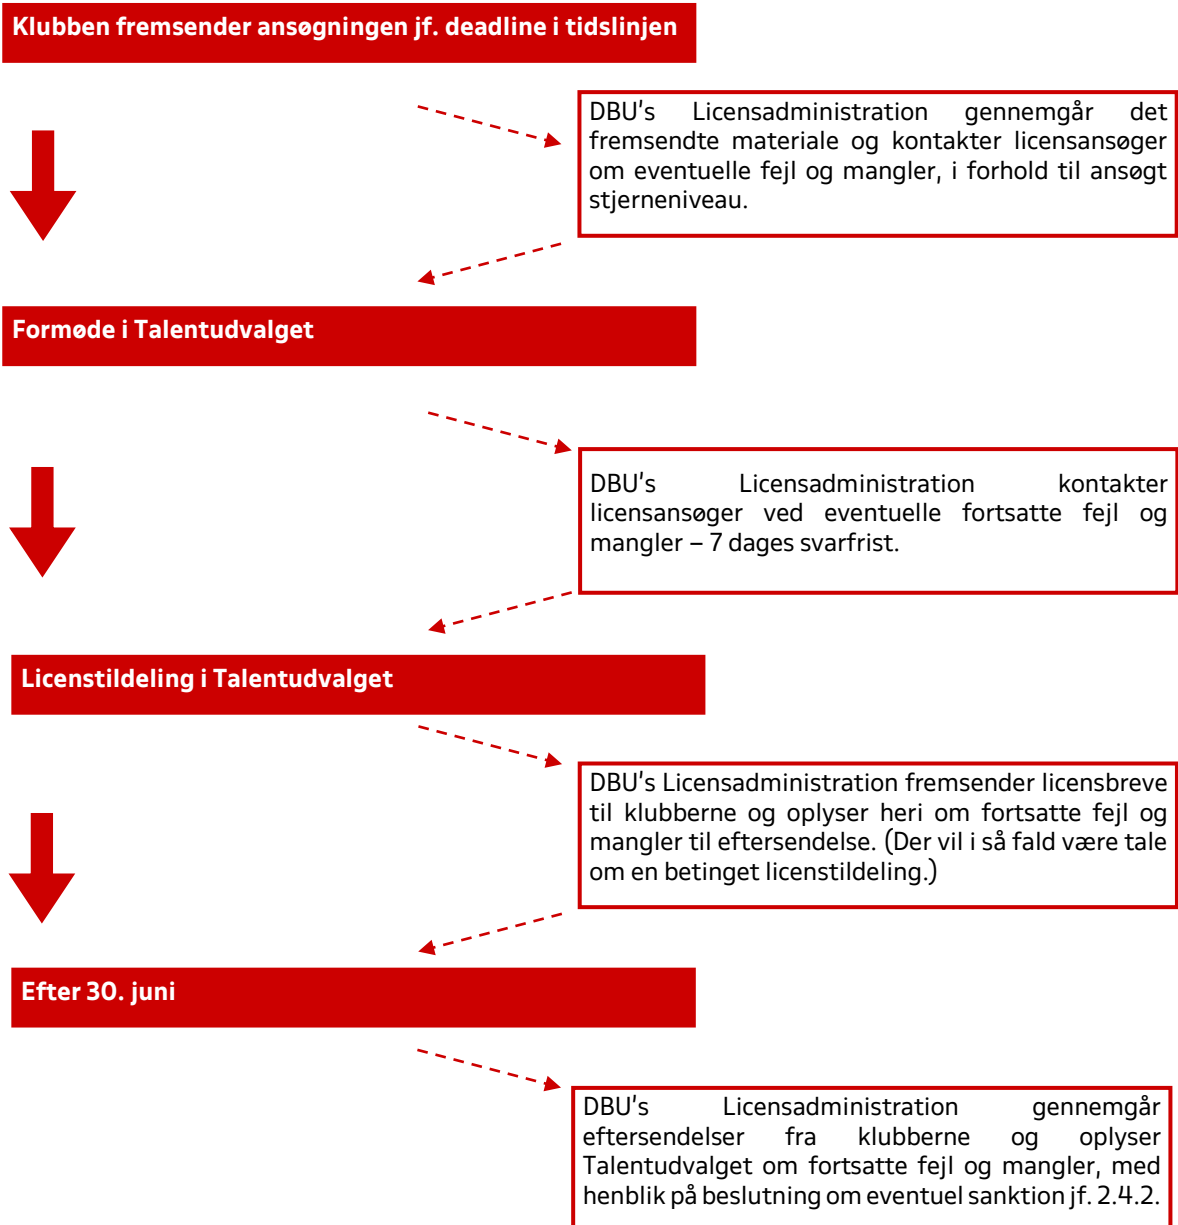 Klubben fremsender ansøgningen jf. deadline i tidslinjen
DBU's Licensadministration gennemgår det
fremsendte materiale og kontakter licensansøger
om eventuelle fejl og mangler, i forhold til ansøgt
stjerneniveau.
Formøde i Talentudvalget
DBU's Licensadministration kontakter
licensansøger ved eventuelle fortsatte fejl og
mangler – 7 dages svarfrist.
Licenstildeling i Talentudvalget
DBU's Licensadministration fremsender licensbreve
til klubberne og oplyser heri om fortsatte fejl og
mangler til eftersendelse. (Der vil i så fald være tale
om en betinget licenstildeling.)
Efter 30. juni
DBU's Licensadministration gennemgår
eftersendelser fra klubberne og oplyser
Talentudvalget om fortsatte fejl og mangler, med
henblik på beslutning om eventuel sanktion jf. 2.4.2.